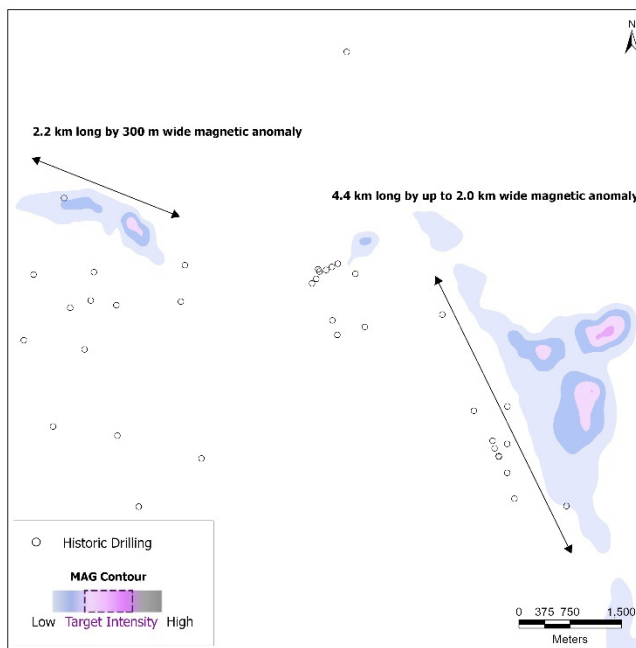 N
2.2 km long by 300 m wide magnetic anomaly
4.4 km long by up to 2.0 km wide magnetic anomaly
Historic Drilling
MAG Contour
Low Target Intensity High
0 375 750 1,500
Meters